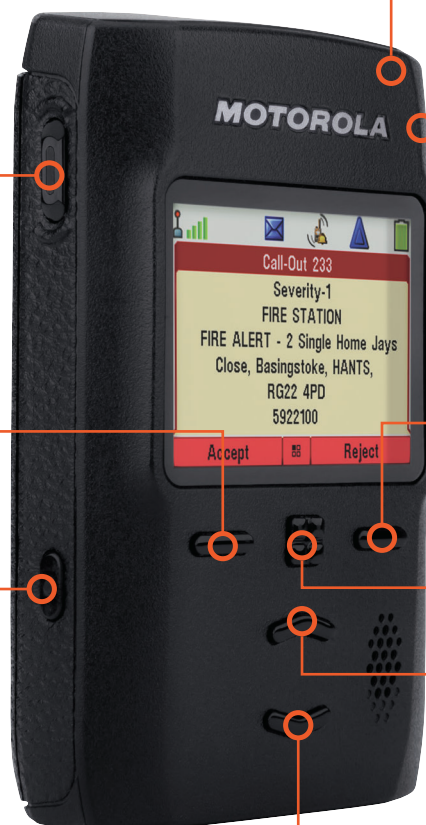 MOTOROLA
Call-Out 233
Severity-1
FIRE STATION
FIRE ALERT - 2 Single Home Jays
Close, Basingstoke, HANTS,
RG22 4PD
5922100
Accept Reject